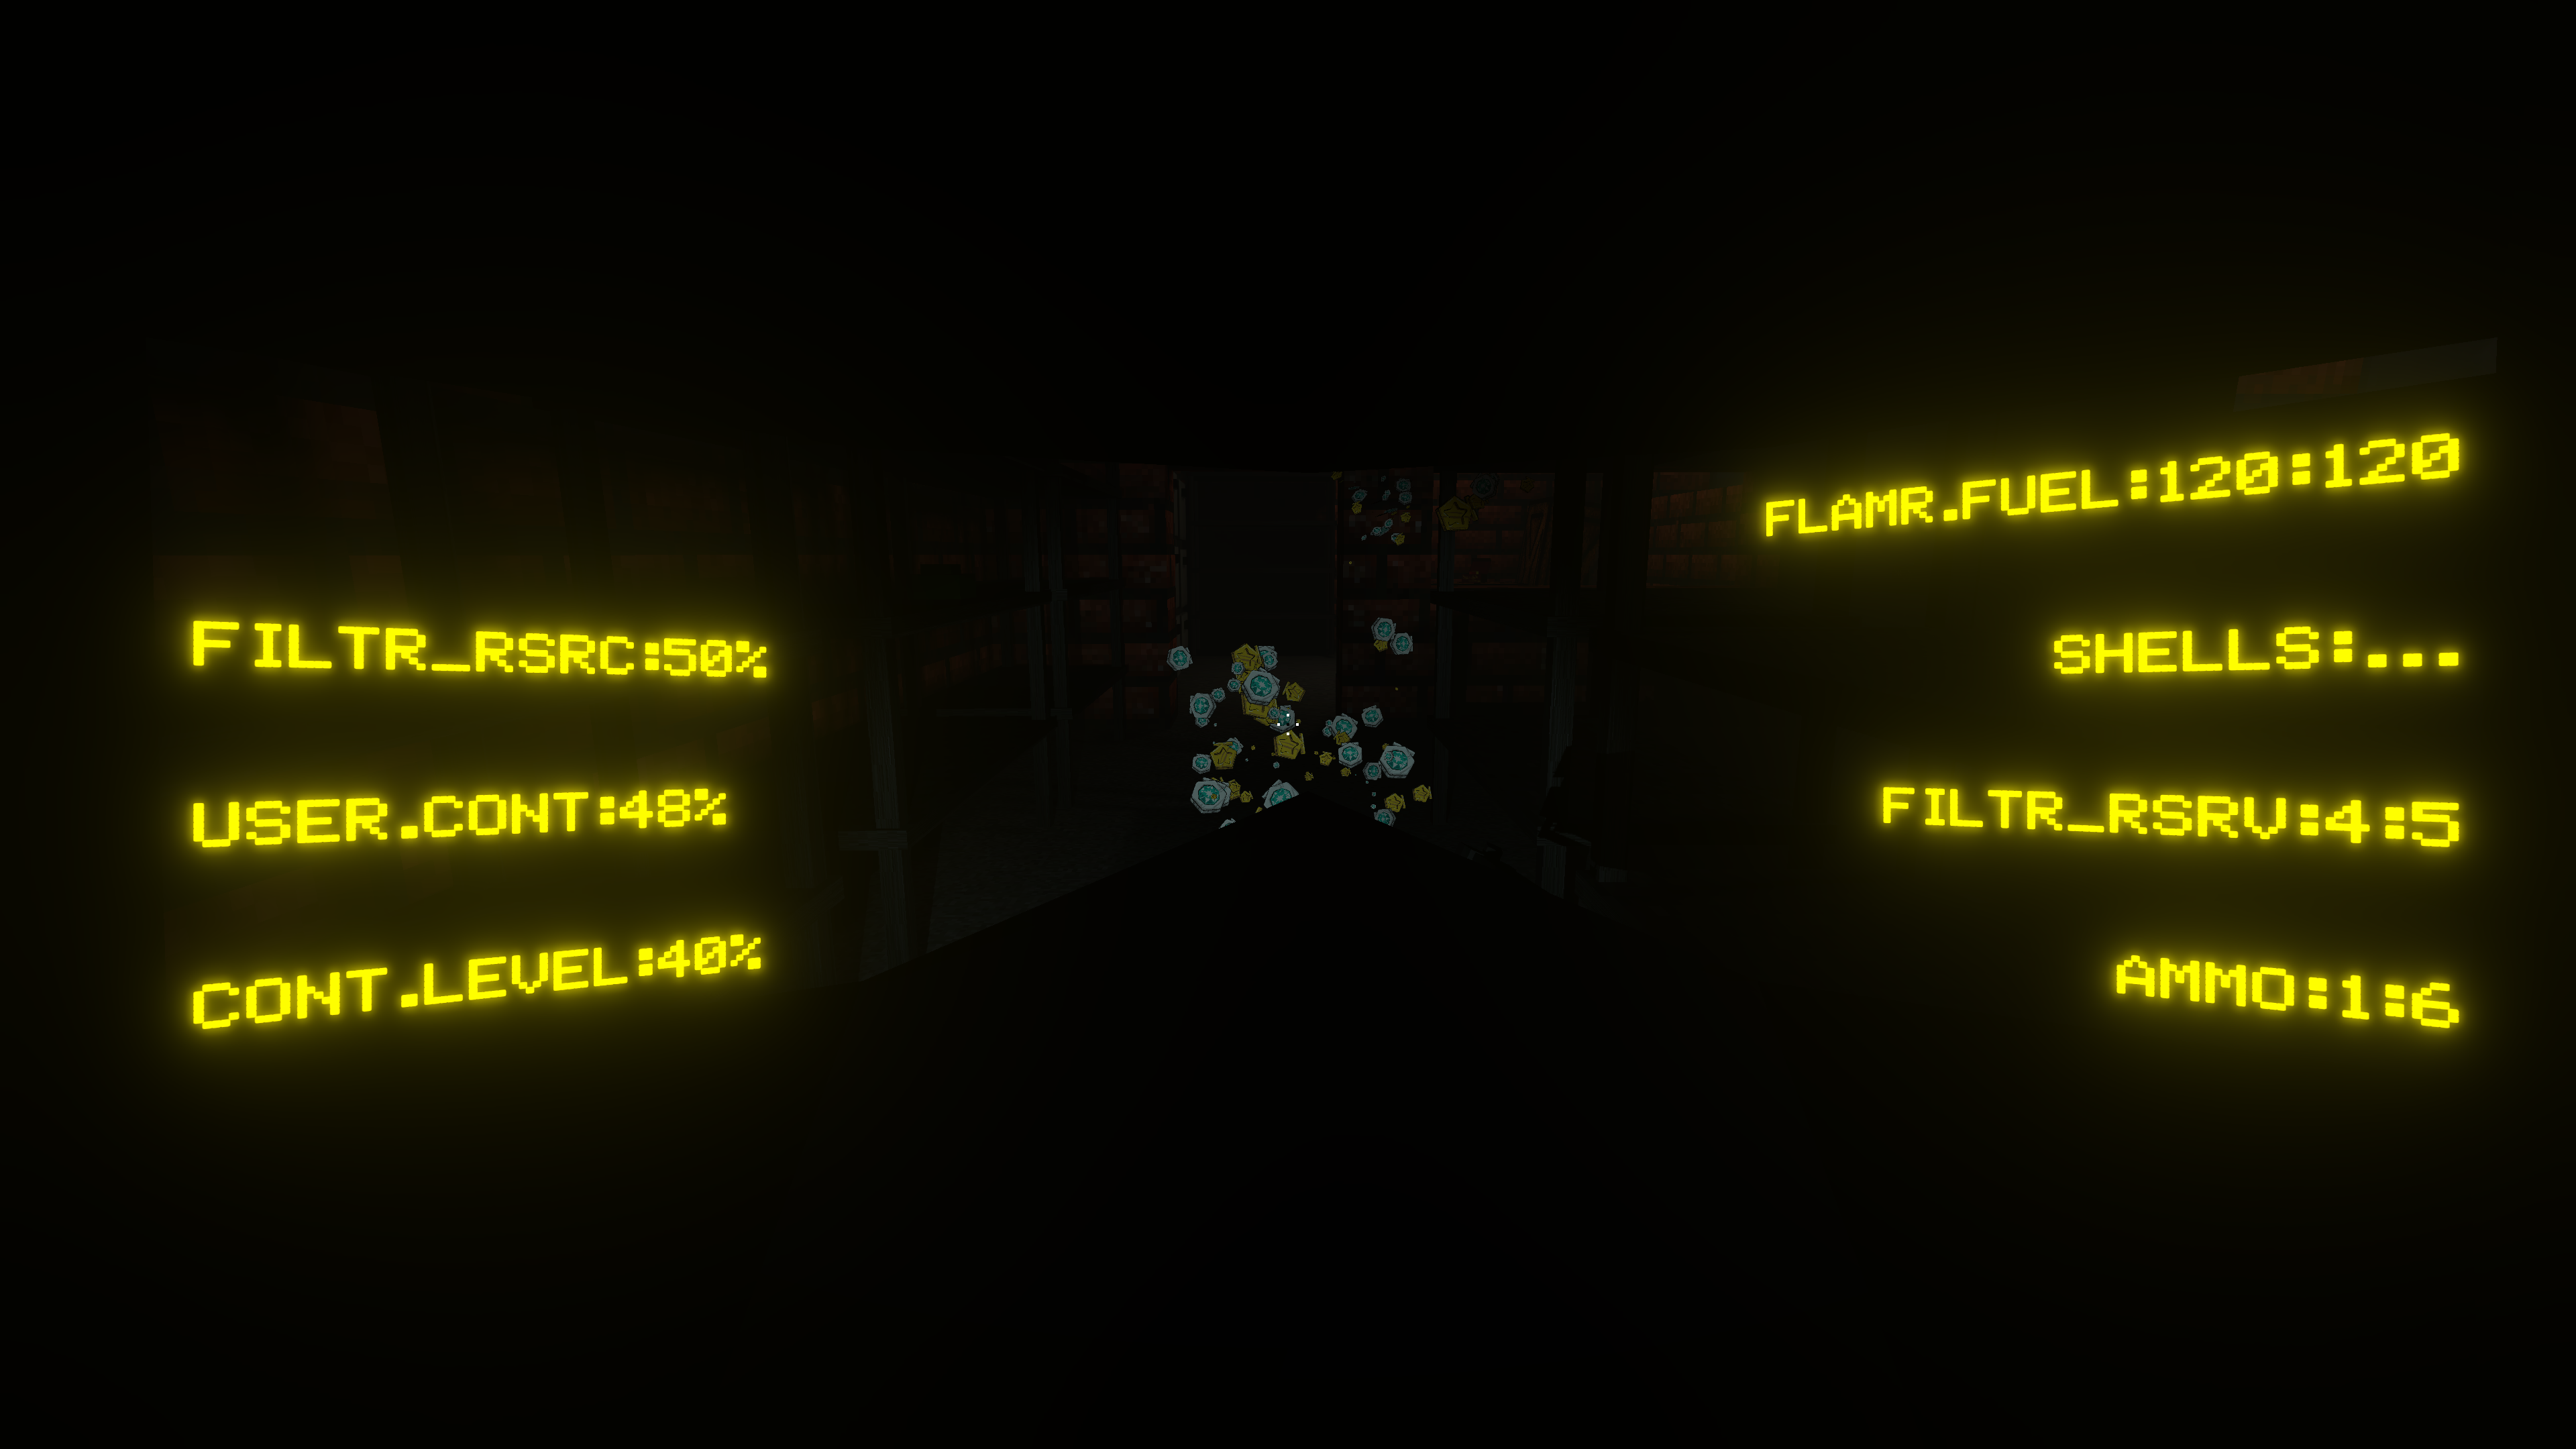 FILTR_RSRC:50%
USER.CONT:48%
CONT.LEVEL:40%
FLAMR.FUEL:120:120
SHELLS:...
FILTR_RSRV:4:5
AMMO:1:6